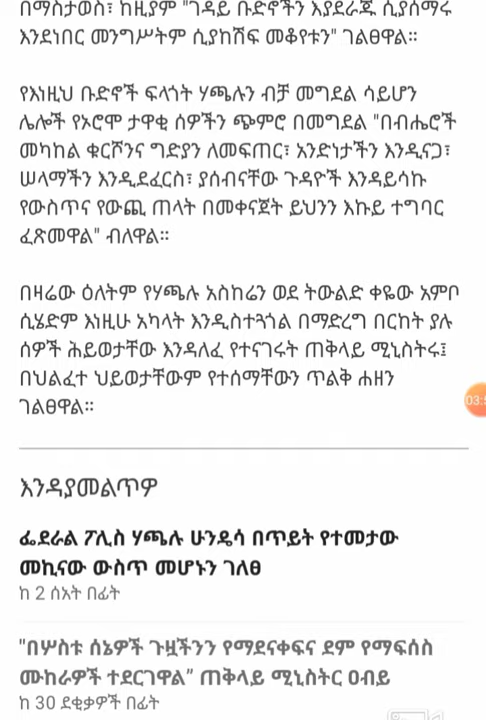 በማስታወስ፣ ከዚያም "ገዳይ ቡድኖችን እያደራጁ ሲያሰማሩ
እንደነበር መንግሥትም ሲያከሽፍ መቆየቱን" ገልፀዋል።
የእነዚህ ቡድኖች ፍላጎት ሃጫሉን ብቻ መግደል ሳይሆን
ሌሎች የኦሮሞ ታዋቂ ሰዎችን ጭምሮ በመግደል "በብሔሮች
መካከል ቁርሾንና ግድያን ለመፍጠር፣ አንድነታችን እንዲናጋ፣
ሠላማችን እንዲደፈርስ፣ ያሰብናቸው ጉዳዮች እንዳይሳኩ
የውስጥና የውጪ ጠላት በመቀናጀት ይህንን እኩይ ተግባር
ፈጽመዋል" ብለዋል።
በዛሬው ዕለትም የሃጫሉ አስከሬን ወደ ትውልድ ቀዬው አምቦ
ሲሄድም እነዚሁ አካላት እንዲስተጓጎል በማድረግ በርከት ያሉ
ሰዎች ሕይወታቸው እንዳለፈ የተናገሩት ጠቅላይ ሚኒስትሩ፤
በህልፈተ ህይወታቸውም የተሰማቸውን ጥልቅ ሐዘን
ገልፀዋል።
እንዳያመልጥዎ
ፌደራል ፖሊስ ሃጫሉ ሁንዴሳ በጥይት የተመታው
መኪናው ውስጥ መሆኑን ገለፀ
ከ 2 ሰአት በፊት
"በሦስቱ ሰኔዎች ጉዟችንን የማደናቀፍና ደም የማፍሰስ
ሙከራዎች ተደርገዋል" ጠቅላይ ሚኒስትር ዐብይ
ከ 30 ደቂቃዎች በፊት